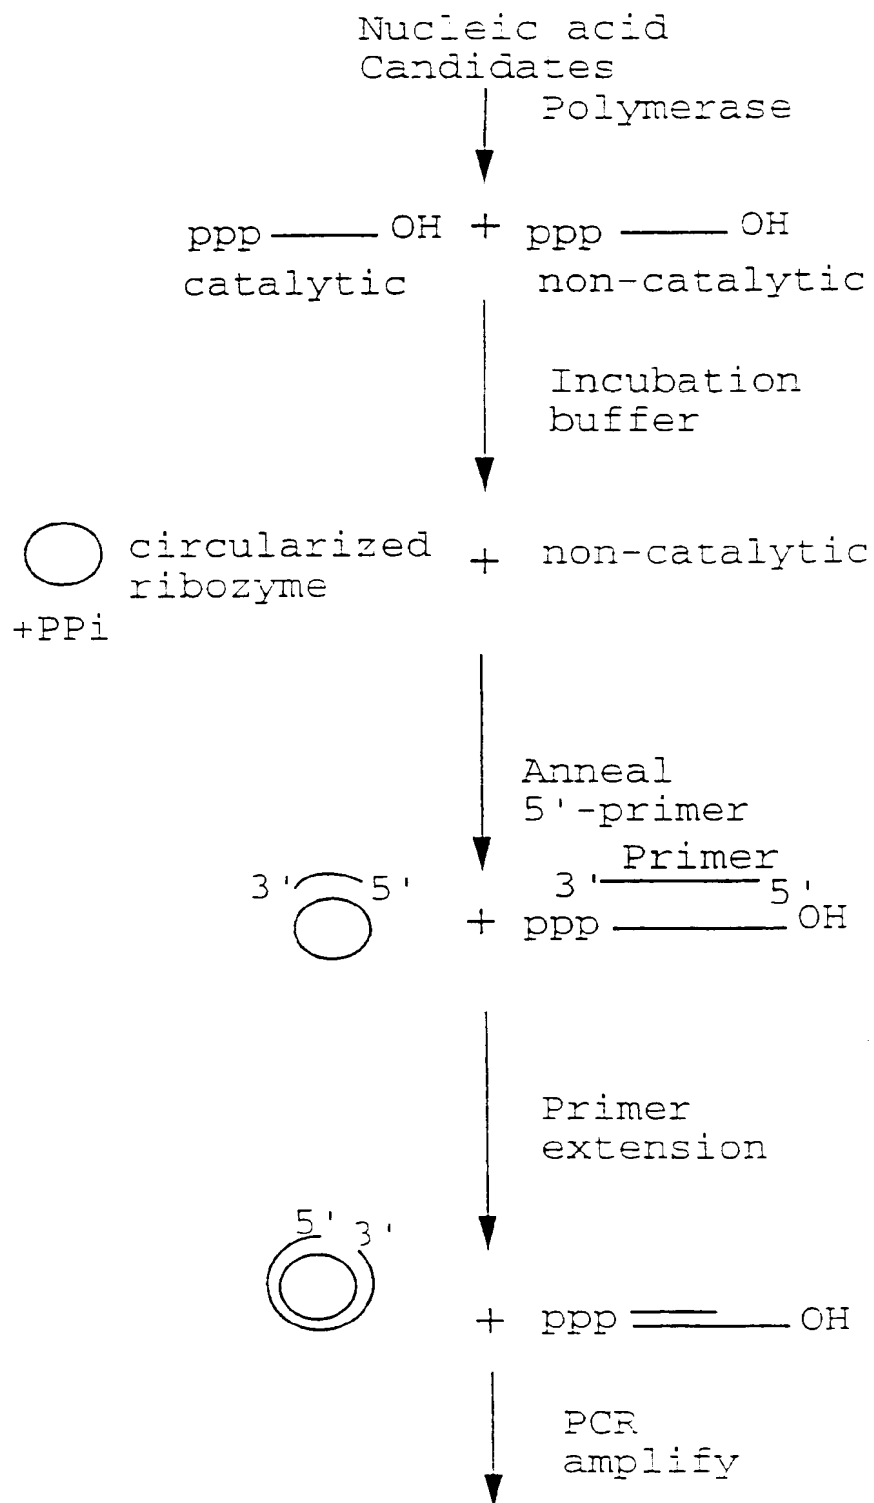 Nucleic acid
Candidates
Polymerase
ppp OH + ppp OH
catalytic non-catalytic
Incubation
buffer
circularized
ribozyme + non-catalytic
+PPi
Anneal
5'-primer
Primer
3' 5' 3' 5'
+ ppp OH
Primer
extension
5' 3'
+ ppp OH
PCR
amplify